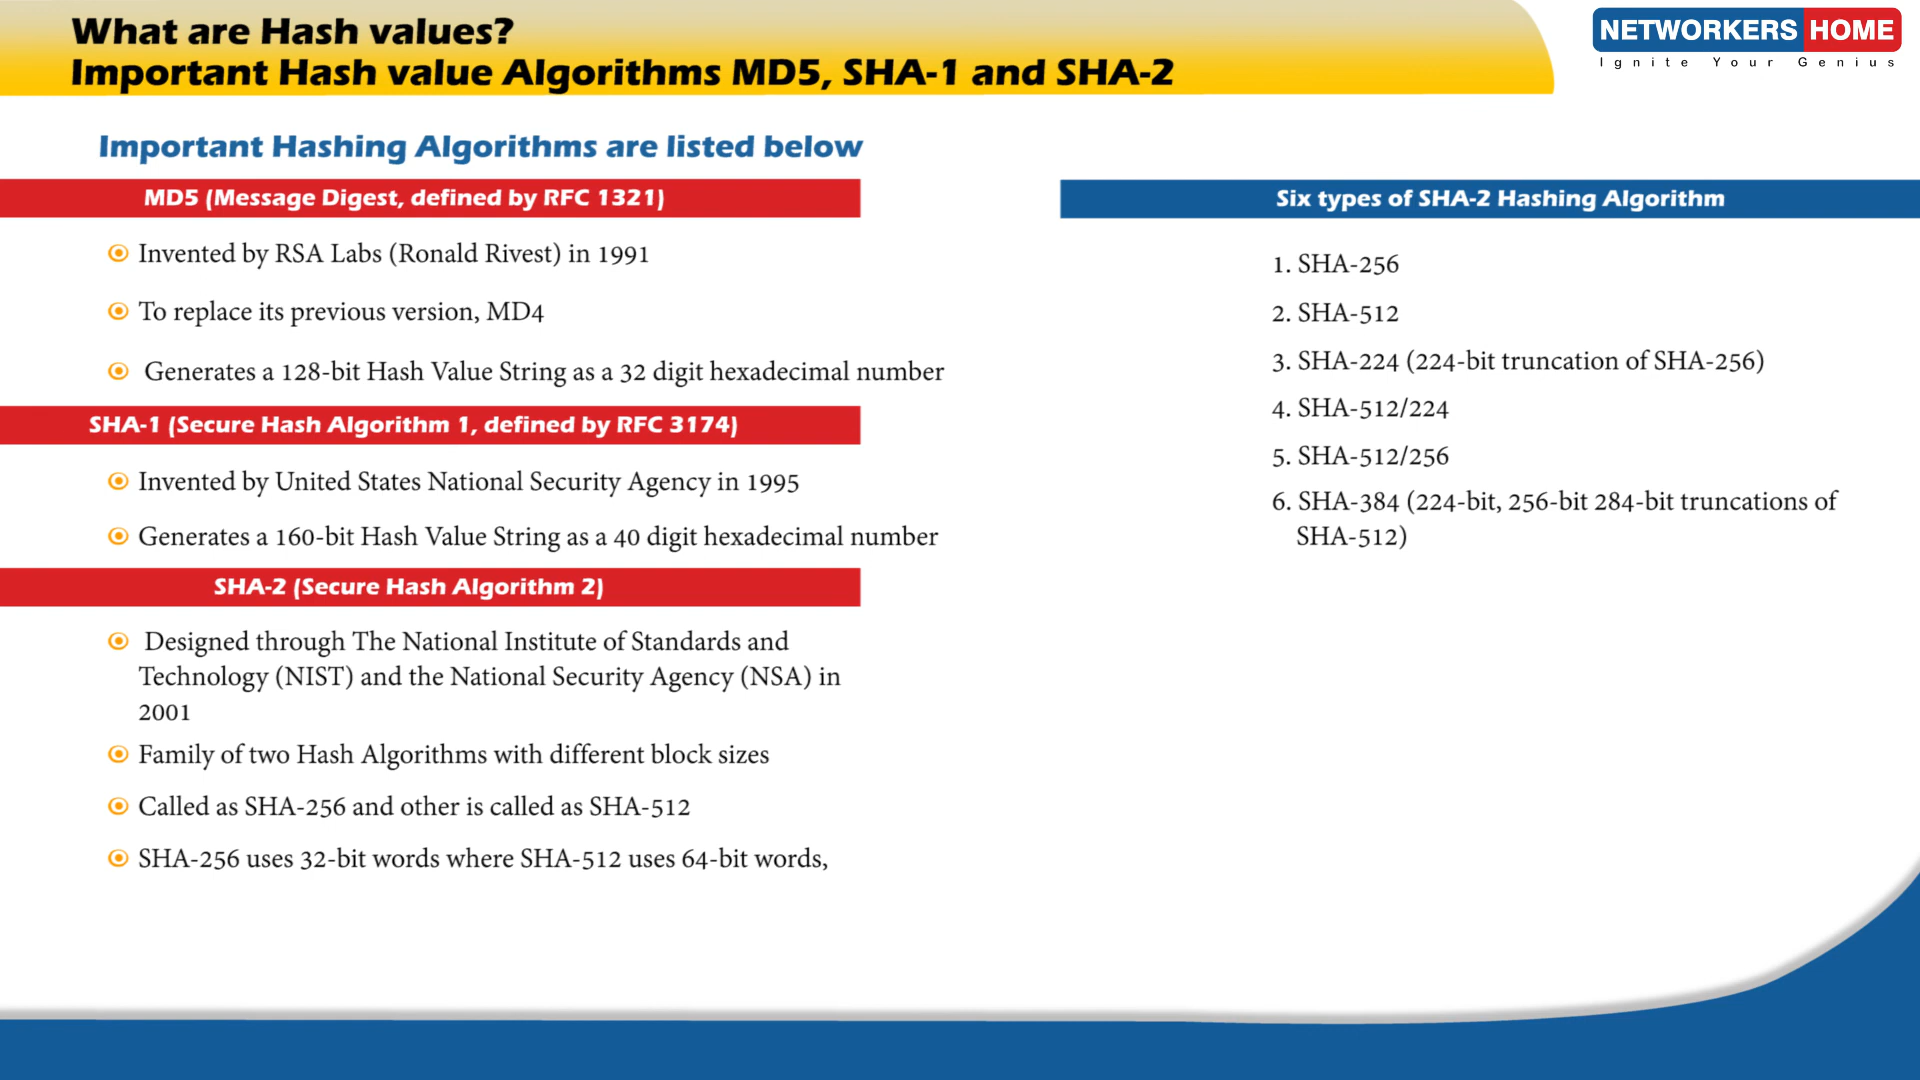 What are Hash values?
Important Hash value Algorithms MD5, SHA-1 and SHA-2
NETWORKERS HOME
Ignite Your Genius
Important Hashing Algorithms are listed below
MD5 (Message Digest, defined by RFC 1321)
Invented by RSA Labs (Ronald Rivest) in 1991
To replace its previous version, MD4
Generates a 128-bit Hash Value String as a 32 digit hexadecimal number
SHA-1 (Secure Hash Algorithm 1, defined by RFC 3174)
Invented by United States National Security Agency in 1995
Generates a 160-bit Hash Value String as a 40 digit hexadecimal number
SHA-2 (Secure Hash Algorithm 2)
Designed through The National Institute of Standards and
Technology (NIST) and the National Security Agency (NSA) in
2001
Family of two Hash Algorithms with different block sizes
Called as SHA-256 and other is called as SHA-512
SHA-256 uses 32-bit words where SHA-512 uses 64-bit words,
Six types of SHA-2 Hashing Algorithm
1. SHA-256
2. SHA-512
3. SHA-224 (224-bit truncation of SHA-256)
4. SHA-512/224
5. SHA-512/256
6. SHA-384 (224-bit, 256-bit 284-bit truncations of
SHA-512)